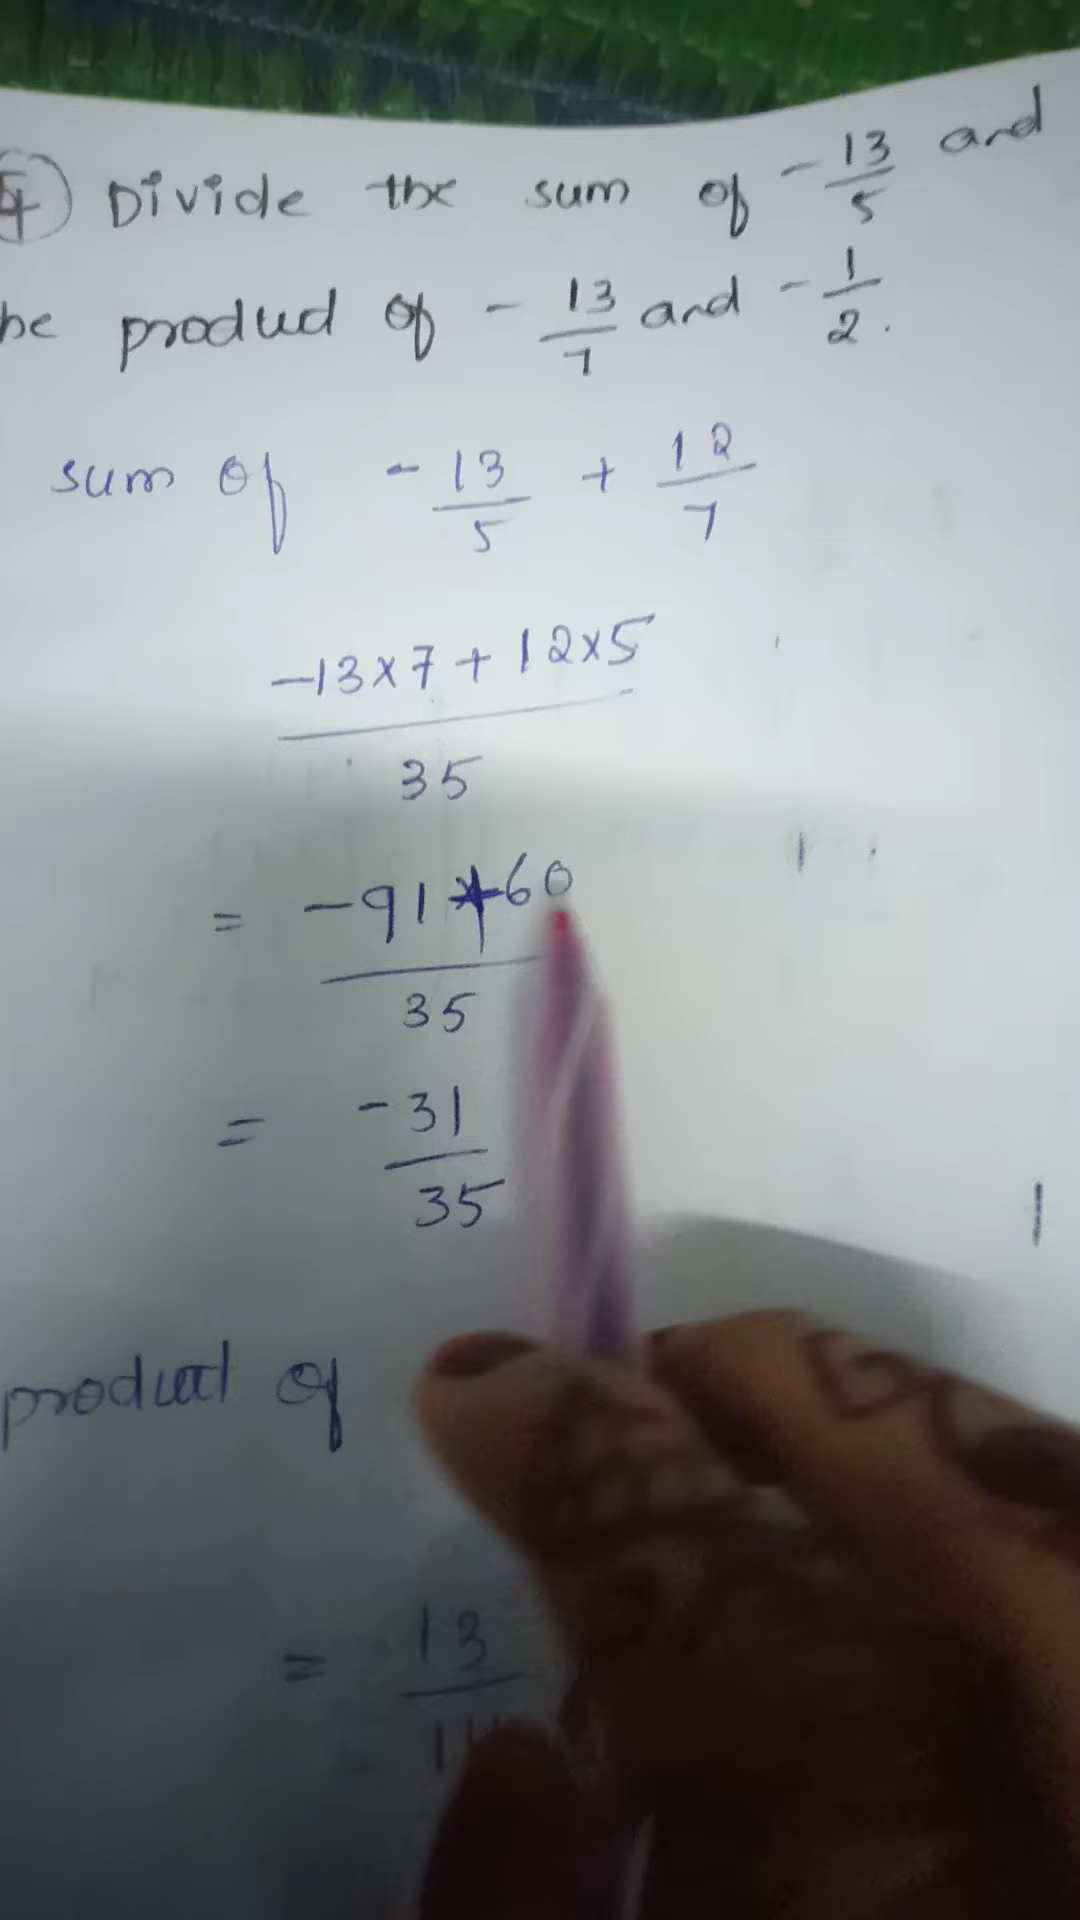 4) Divide the sum of -13/5 and
he product of -13/7 and -1/2.
sum of -13/5 + 12/7
-13×7+12×5
35
= -91+60
35
= -31
35
product of
= 13
14